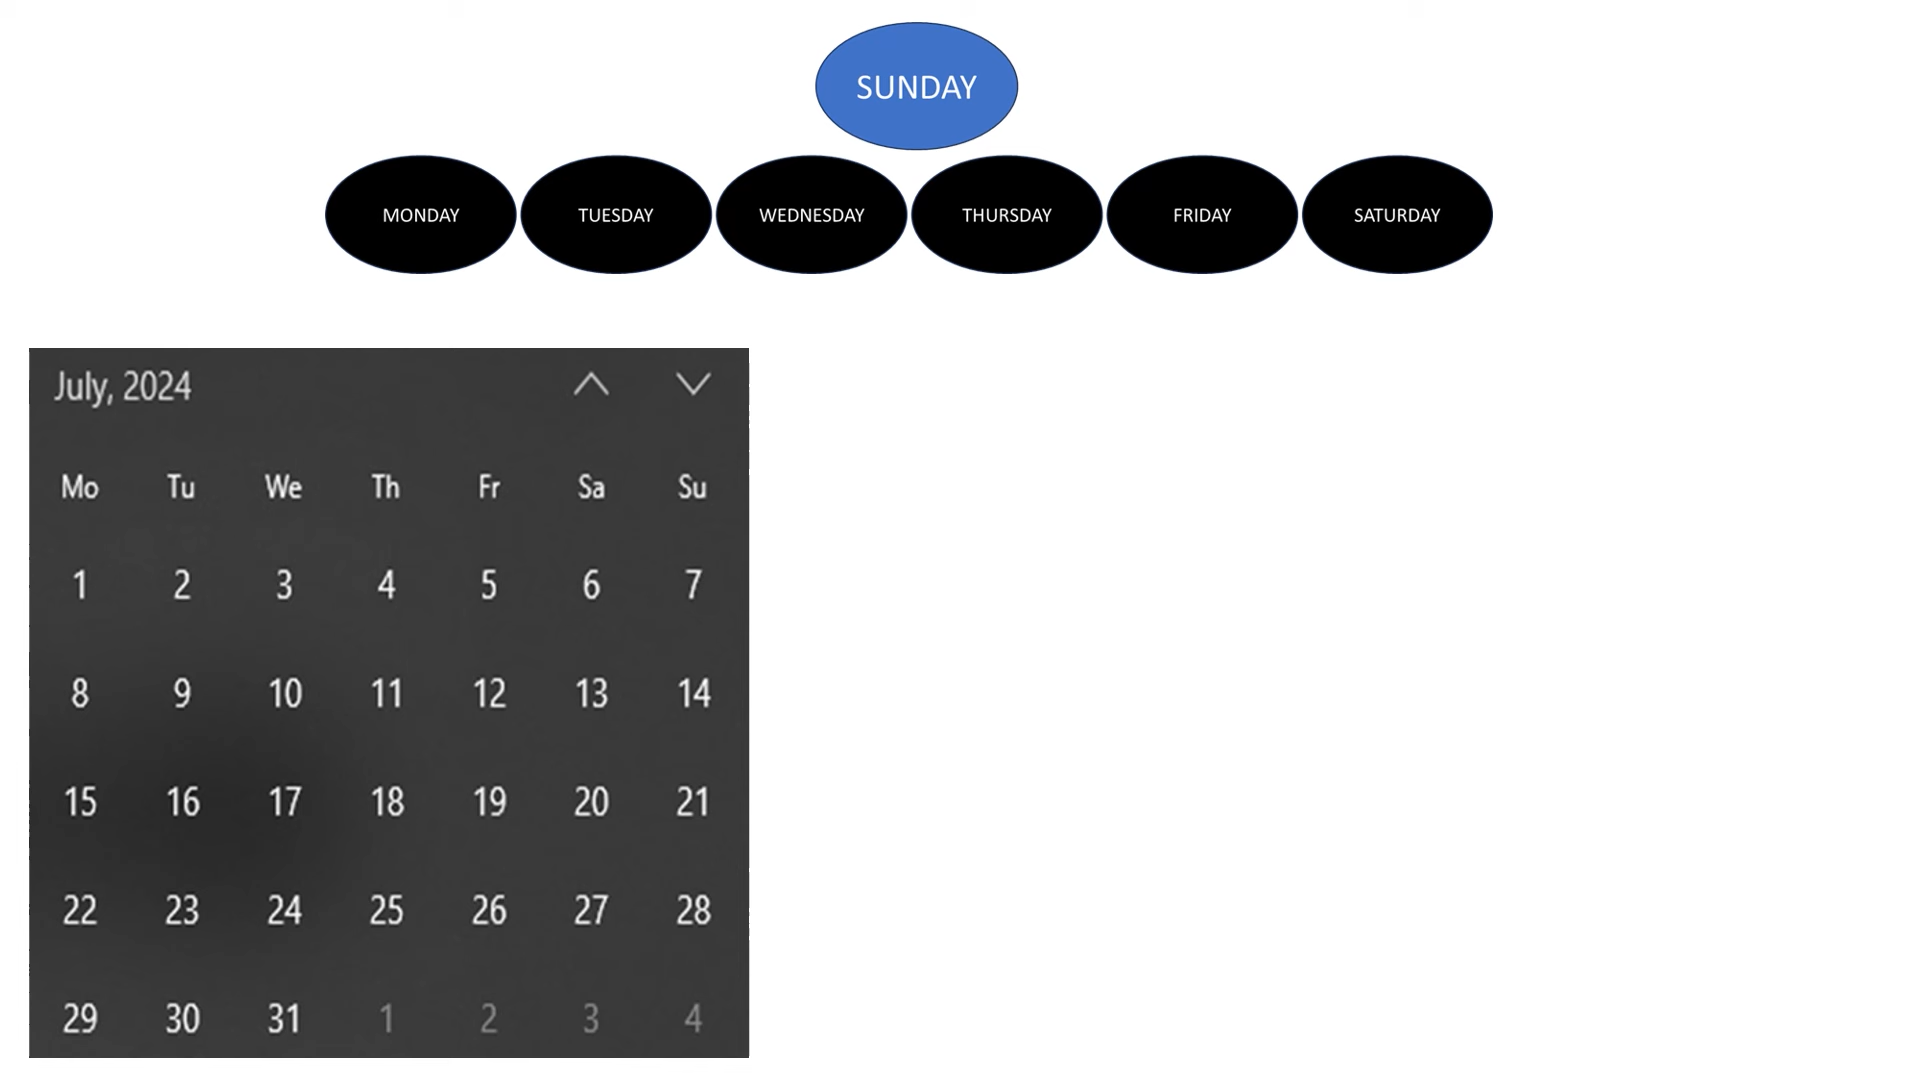 SUNDAY
MONDAY TUESDAY WEDNESDAY THURSDAY FRIDAY SATURDAY
July, 2024
Mo Tu We Th Fr Sa Su
1 2 3 4 5 6 7
8 9 10 11 12 13 14
15 16 17 18 19 20 21
22 23 24 25 26 27 28
29 30 31 1 2 3 4